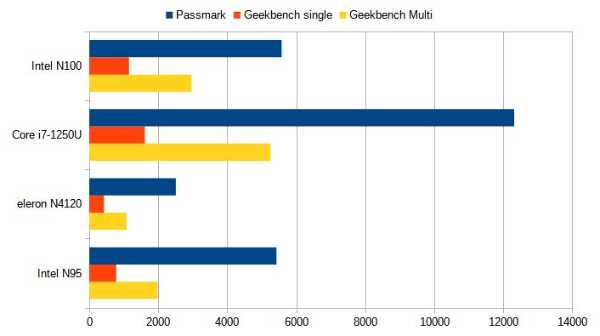 Passmark Geekbench single Geekbench Multi
Intel N100
Core i7-1250U
eleron N4120
Intel N95
0 2000 4000 6000 8000 10000 12000 14000